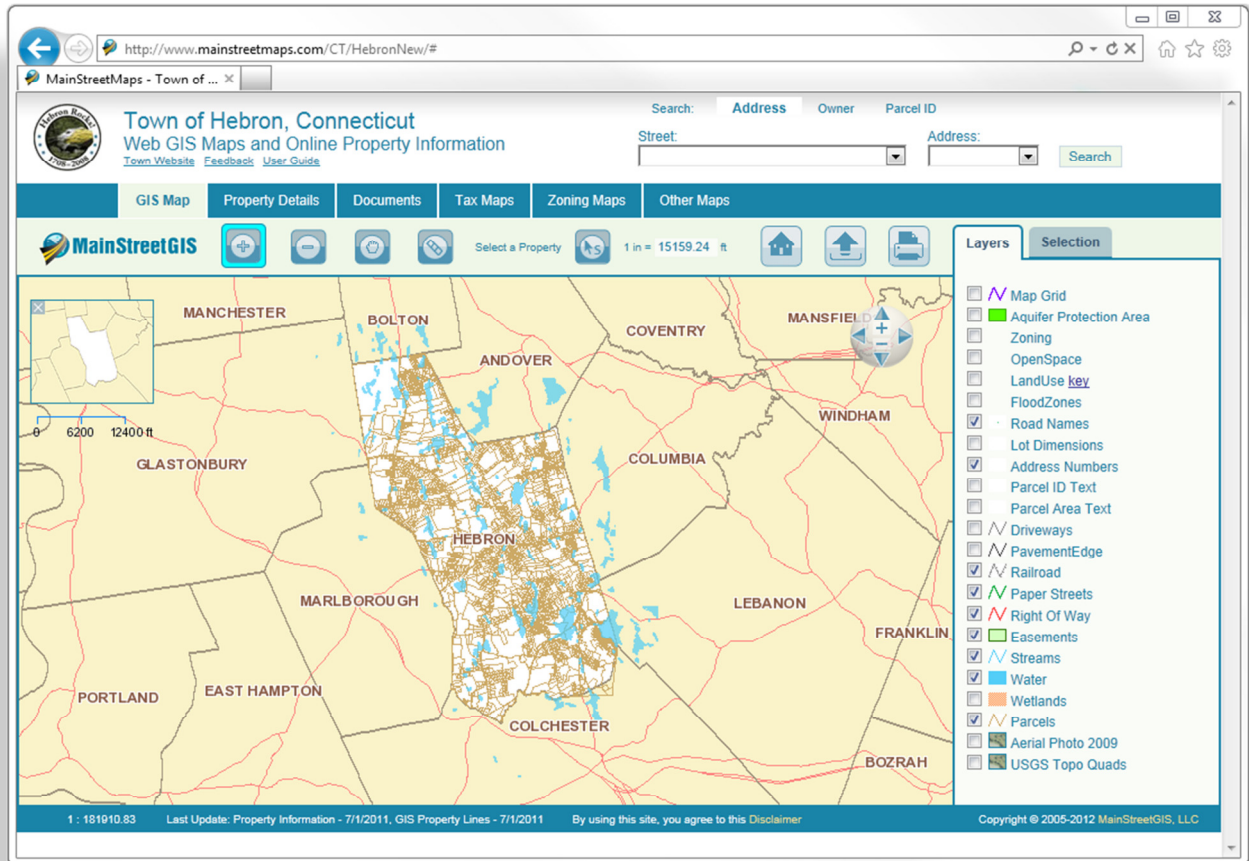 http://www.mainstreetmaps.com/CT/HebronNew/#
MainStreetMaps - Town of ...
Hebron Rocks!
1708-2008
Town of Hebron, Connecticut
Web GIS Maps and Online Property Information
Town Website Feedback User Guide
Search: Address Owner Parcel ID
Street: Address:
Search
GIS Map Property Details Documents Tax Maps Zoning Maps Other Maps
MainStreetGIS
Select a Property
S
1 in = 15159.24 ft
Layers Selection
MANCHESTER
BOLTON
COVENTRY
MANSFIELD
ANDOVER
WINDHAM
0 6200 12400 ft
GLASTONBURY
COLUMBIA
HEBRON
MARLBOROUGH
LEBANON
FRANKLIN
PORTLAND
EAST HAMPTON
COLCHESTER
BOZRAH
Map Grid
Aquifer Protection Area
Zoning
OpenSpace
LandUse key
FloodZones
Road Names
Lot Dimensions
Address Numbers
Parcel ID Text
Parcel Area Text
Driveways
PavementEdge
Railroad
Paper Streets
Right Of Way
Easements
Streams
Water
Wetlands
Parcels
Aerial Photo 2009
USGS Topo Quads
1 : 181910.83 Last Update: Property Information - 7/1/2011, GIS Property Lines - 7/1/2011 By using this site, you agree to this Disclaimer Copyright © 2005-2012 MainStreetGIS, LLC